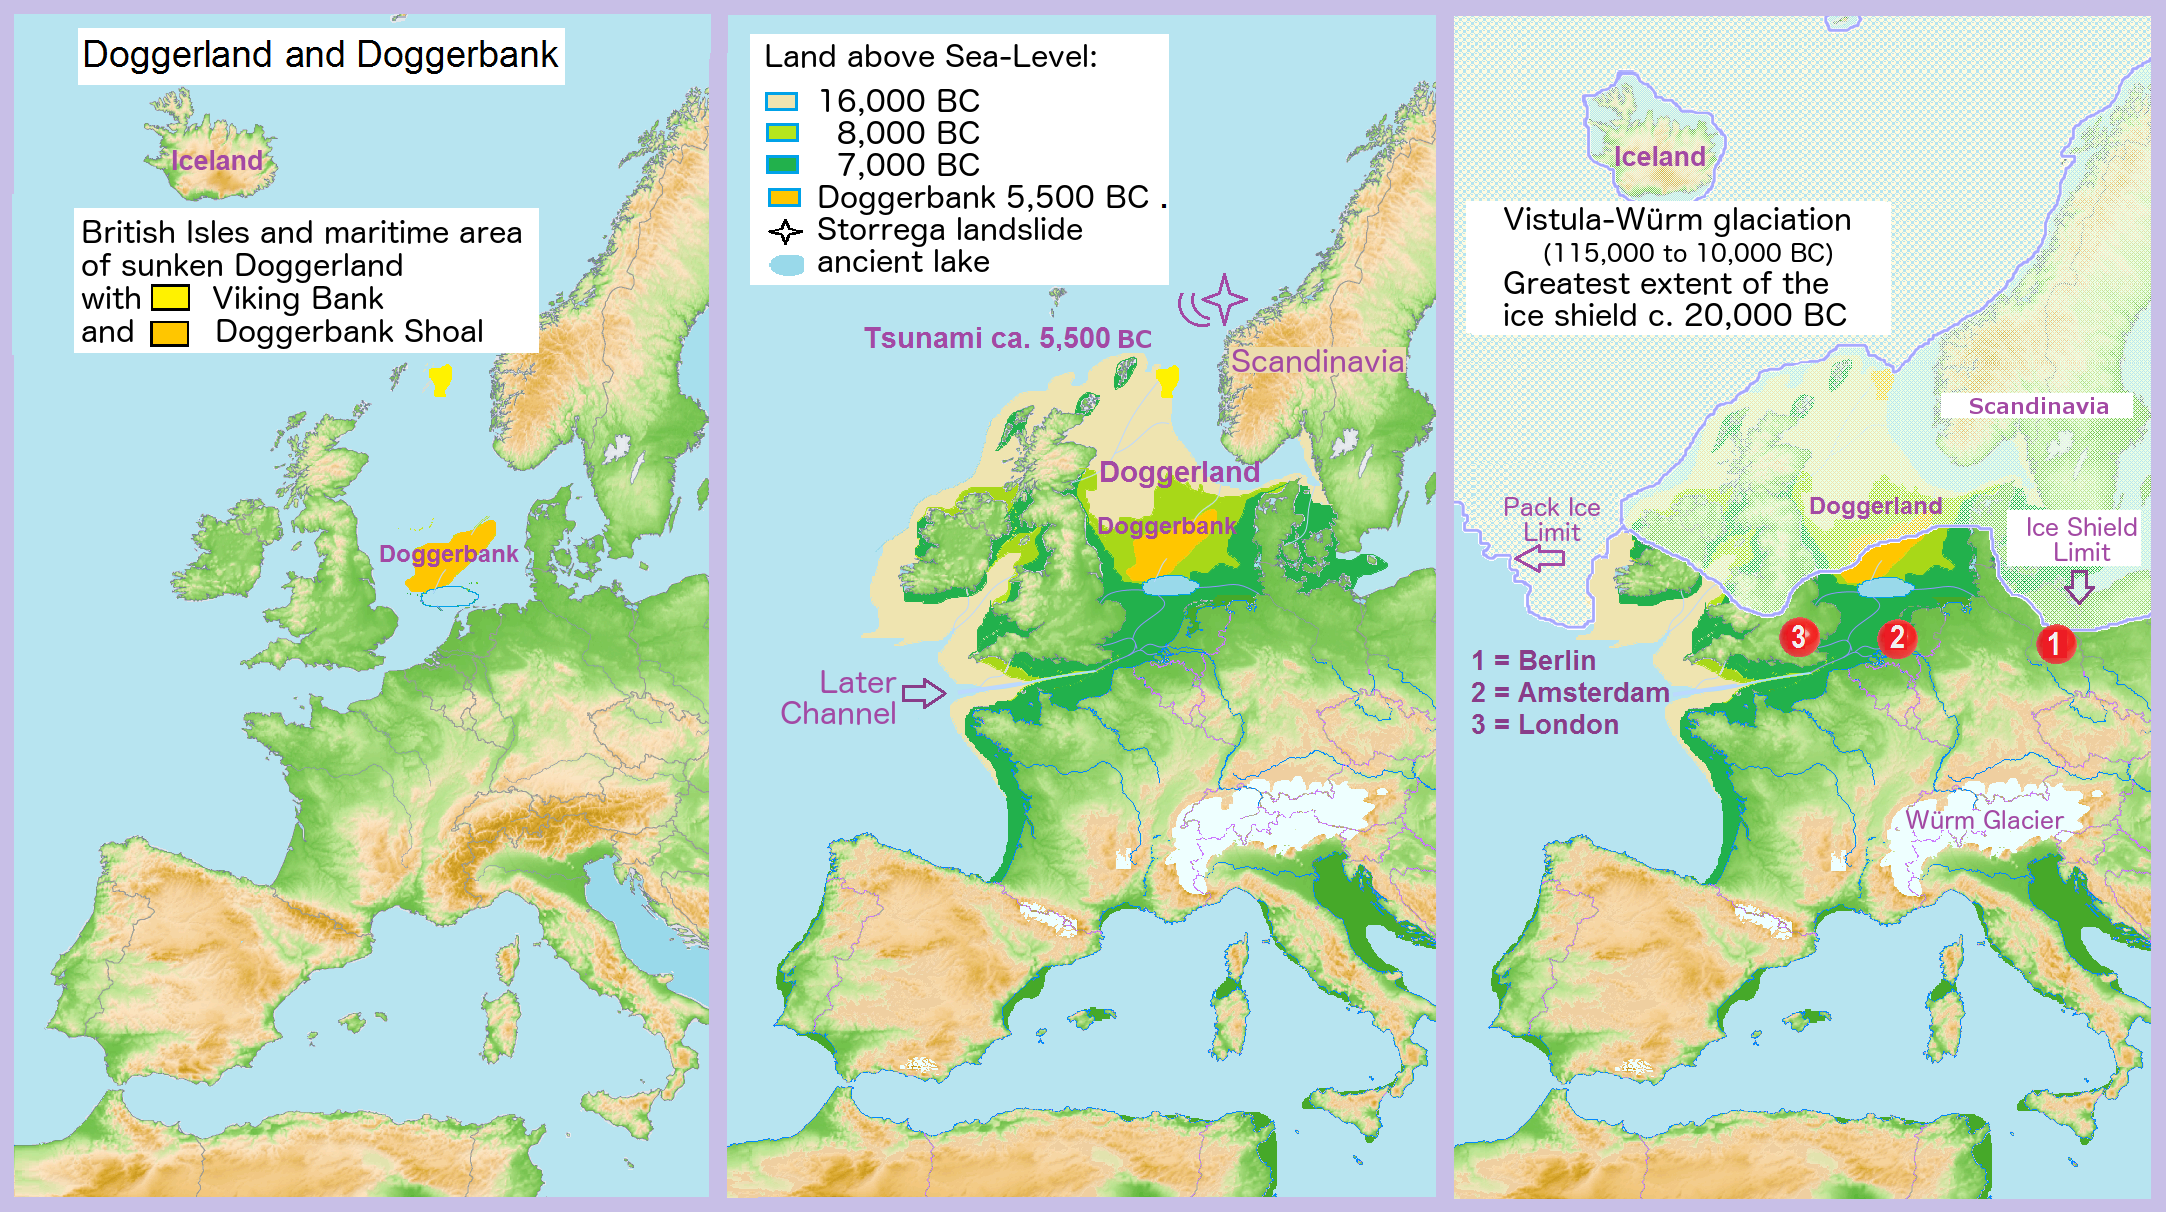 Doggerland and Doggerbank
Iceland
British Isles and maritime area
of sunken Doggerland
with Viking Bank
and Doggerbank Shoal
Doggerbank
Land above Sea-Level:
16,000 BC
8,000 BC
7,000 BC
Doggerbank 5,500 BC .
Storrega landslide
ancient lake
Tsunami ca. 5,500 BC
Scandinavia
Doggerland
Doggerbank
Later
Channel
Iceland
Vistula-Würm glaciation
(115,000 to 10,000 BC)
Greatest extent of the
ice shield c. 20,000 BC
Scandinavia
Pack Ice
Limit
Doggerland
Ice Shield
Limit
3
2
1
1 = Berlin
2 = Amsterdam
3 = London
Würm Glacier